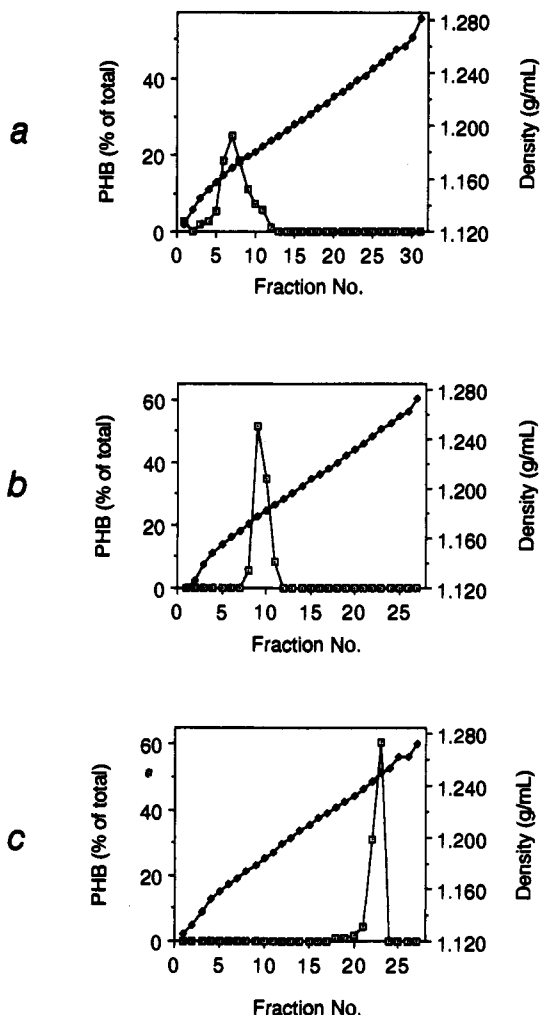 a
PHB (% of total)
40
20
0
1.280
1.240
1.200
1.160
1.120
Density (g/mL)
0 5 10 15 20 25 30
Fraction No.
b
PHB (% of total)
60
40
20
0
1.280
1.240
1.200
1.160
1.120
Density (g/mL)
0 5 10 15 20 25
Fraction No.
c
PHB (% of total)
60
40
20
0
1.280
1.240
1.200
1.160
1.120
Density (g/mL)
0 5 10 15 20 25
Fraction No.